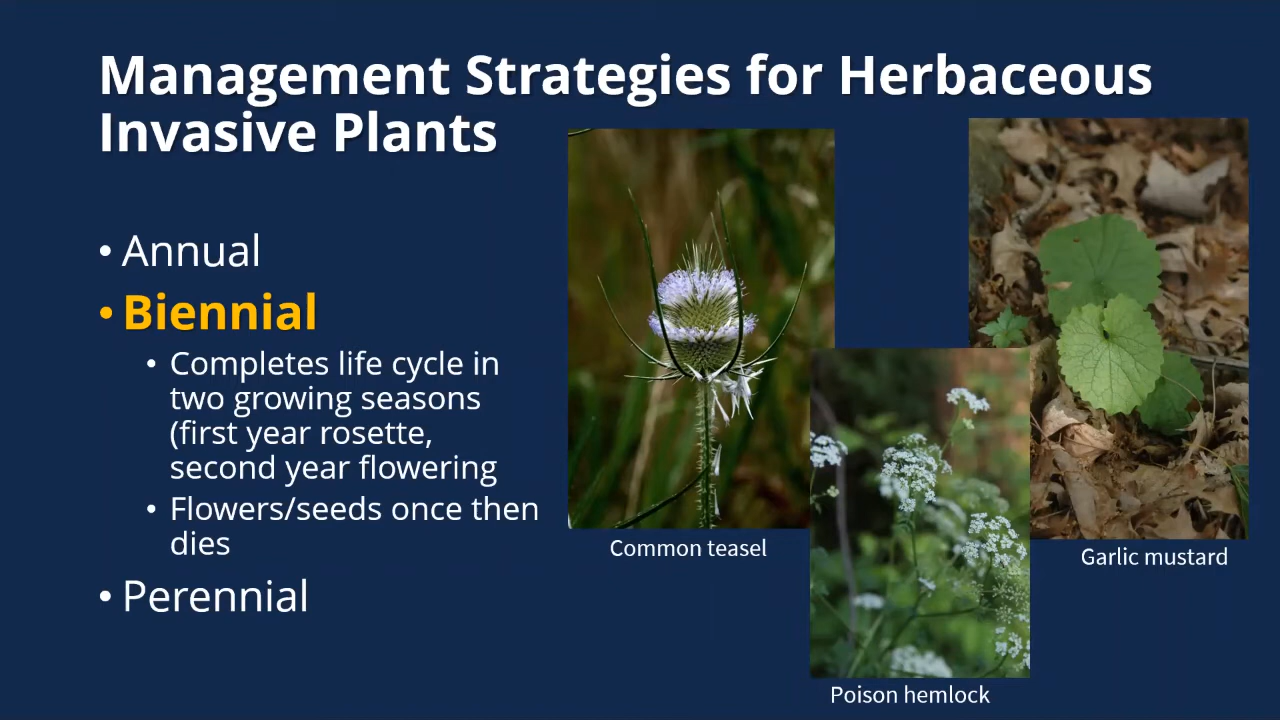 Management Strategies for Herbaceous
Invasive Plants
• Annual
• Biennial
• Completes life cycle in
two growing seasons
(first year rosette,
second year flowering
• Flowers/seeds once then
dies
• Perennial
Common teasel
Garlic mustard
Poison hemlock